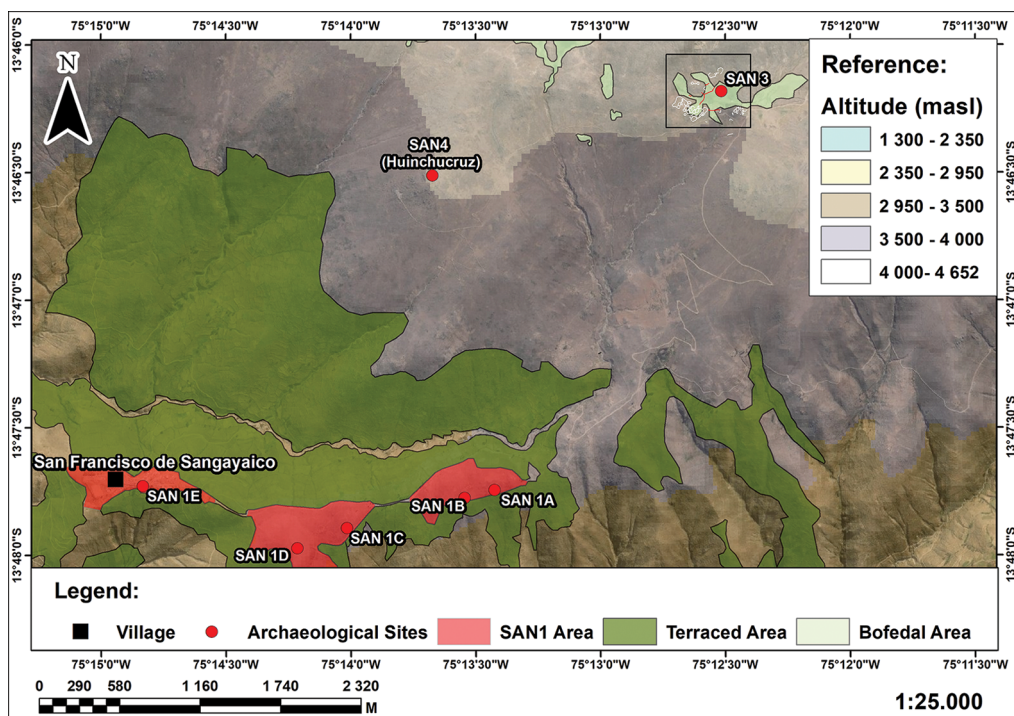 75°15'0"W 75°14'30"W 75°14'0"W 75°13'30"W 75°13'0"W 75°12'30"W 75°12'0"W 75°11'30"W
13°46'0"S
13°46'30"S
13°47'0"S
13°47'30"S
13°48'0"S
N
SAN 3
SAN4
(Huinchucruz)
San Francisco de Sangayaico
SAN 1E
SAN 1D
SAN 1C
SAN 1B
SAN 1A
Reference:
Altitude (masl)
1 300 - 2 350
2 350 - 2 950
2 950 - 3 500
3 500 - 4 000
4 000- 4 652
13°46'0"S
13°46'30"S
13°47'0"S
13°47'30"S
13°48'0"S
Legend:
Village Archaeological Sites SAN1 Area Terraced Area Bofedal Area
75°15'0"W 75°14'30"W 75°14'0"W 75°13'30"W 75°13'0"W 75°12'30"W 75°12'0"W 75°11'30"W
0 290 580 1 160 1 740 2 320
M
1:25.000